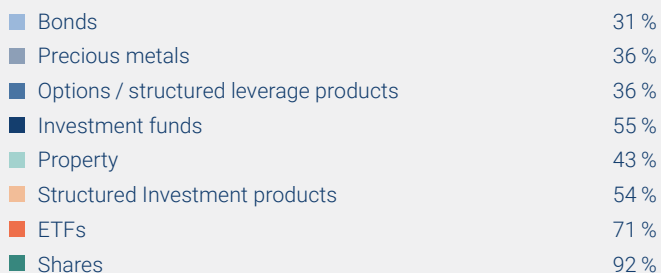 Bonds 31 %
Precious metals 36 %
Options / structured leverage products 36 %
Investment funds 55 %
Property 43 %
Structured Investment products 54 %
ETFs 71 %
Shares 92 %